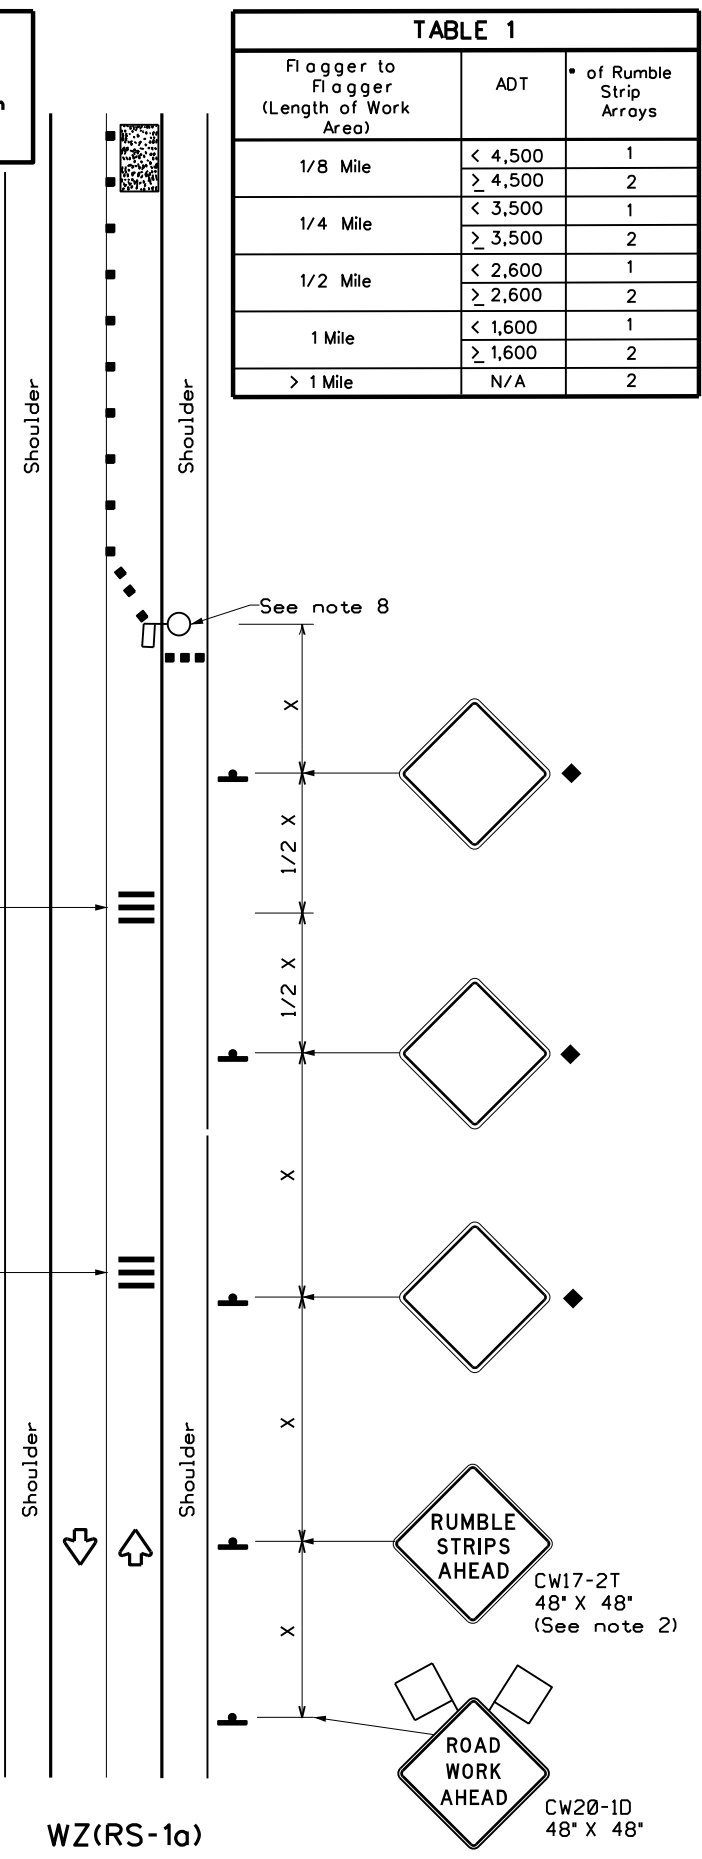 TABLE 1
Flagger to
Flagger
(Length of Work
Area)
ADT
of Rumble
Strip
Arrays
1/8 Mile
< 4,500
1
≥ 4,500
2
1/4 Mile
< 3,500
1
≥ 3,500
2
1/2 Mile
< 2,600
1
≥ 2,600
2
1 Mile
< 1,600
1
≥ 1,600
2
> 1 Mile
N/A
2
Shoulder
Shoulder
See note 8
X
1/2 X
1/2 X
X
X
X
Shoulder
Shoulder
RUMBLE
STRIPS
AHEAD
CW17-2T
48" X 48"
(See note 2)
ROAD
WORK
AHEAD
CW20-1D
48" X 48"
WZ(RS-1a)